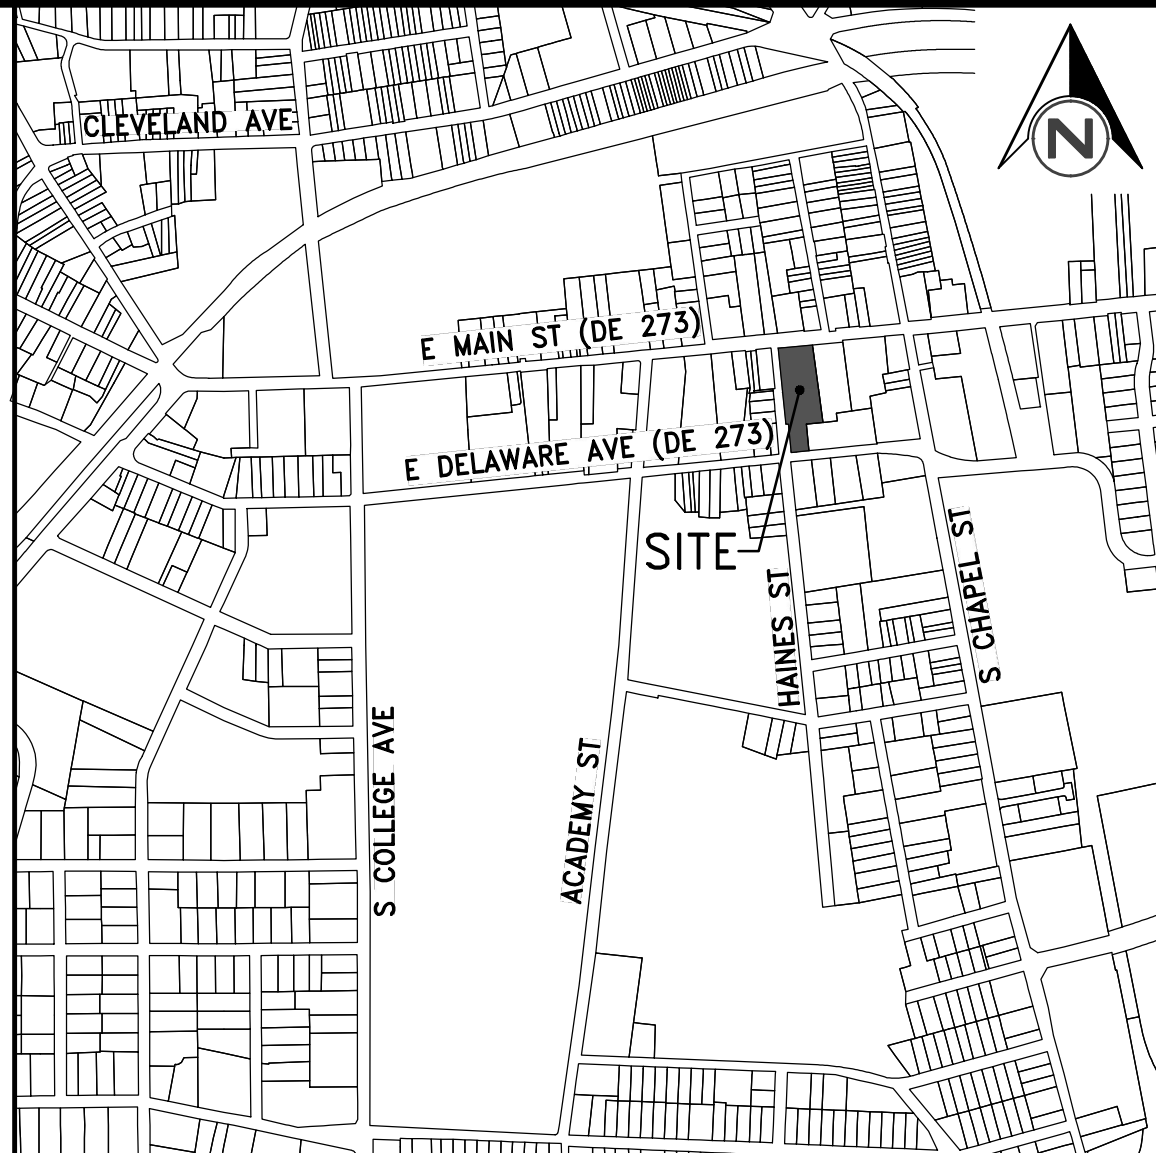 N
CLEVELAND AVE
E MAIN ST (DE 273)
E DELAWARE AVE (DE 273)
SITE
HAINES ST
S CHAPEL ST
S COLLEGE AVE
ACADEMY ST